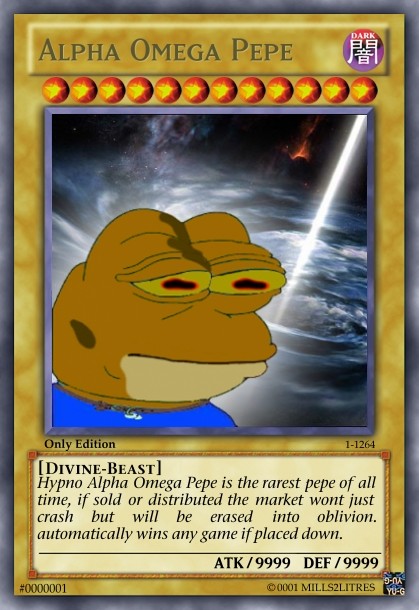 Alpha Omega Pepe
DARK
闇
Only Edition
1-1264
[Divine-Beast]
Hypno Alpha Omega Pepe is the rarest pepe of all
time, if sold or distributed the market wont just
crash but will be erased into oblivion.
automatically wins any game if placed down.
ATK / 9999 DEF / 9999
#0000001
©0001 MILLS2LITRES
YU-G